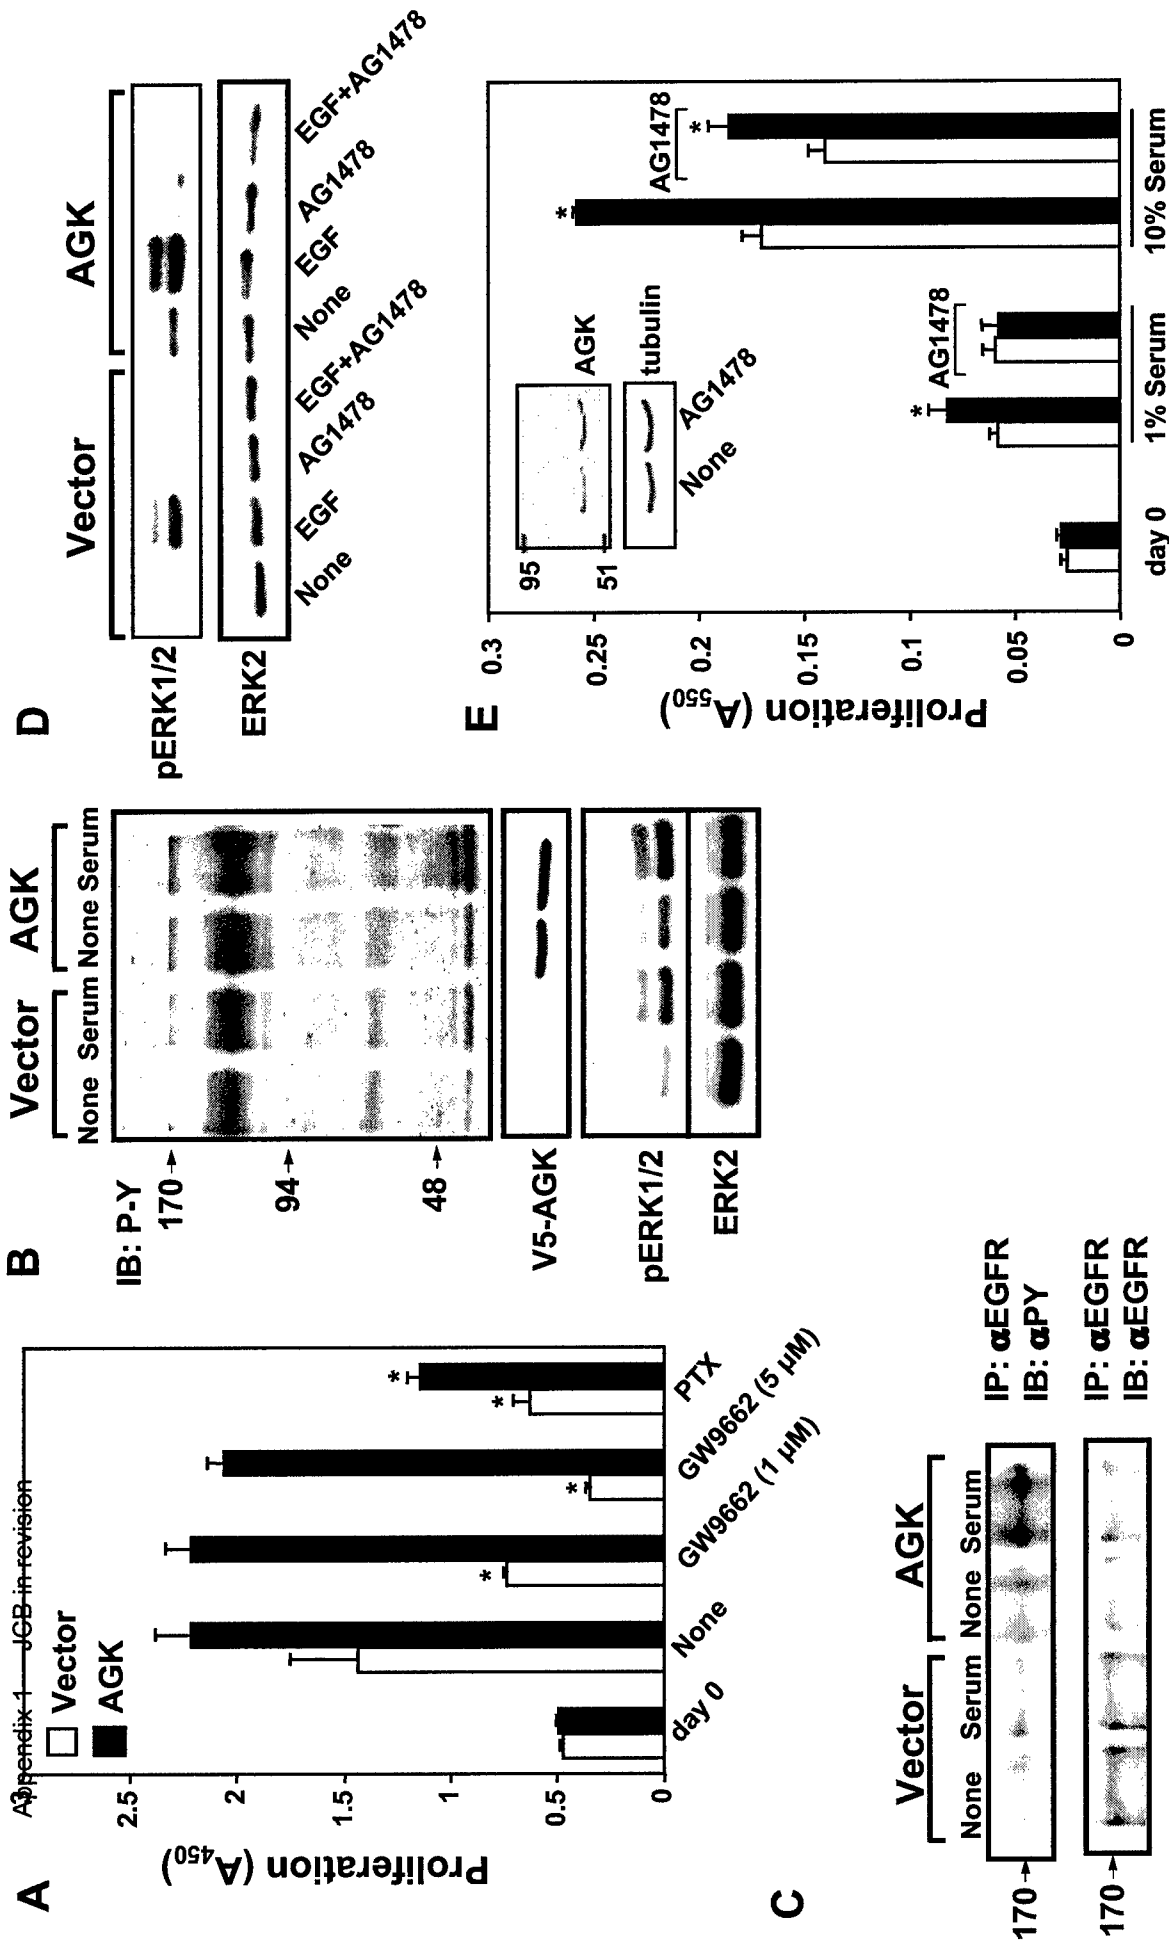 Appendix 1 JCB in revision
A
Vector
AGK
Proliferation (A450)
3
2.5
2
1.5
1
0.5
0
day 0
None
GW9662 (1 µM)
GW9662 (5 µM)
PTX
*
*
*
*
B
Vector
AGK
None Serum None Serum
IB: P-Y
170
94
48
V5-AGK
pERK1/2
ERK2
C
Vector
AGK
None Serum None Serum
170
IP: αEGFR
IB: αPY
170
IP: αEGFR
IB: αEGFR
D
Vector
AGK
pERK1/2
ERK2
None
EGF
AG1478
EGF+AG1478
None
EGF
AG1478
EGF+AG1478
E
Proliferation (A550)
0.3
0.25
0.2
0.15
0.1
0.05
0
95
51
AGK
tubulin
None
AG1478
*
AG1478
*
AG1478
*
day 0
1% Serum
10% Serum